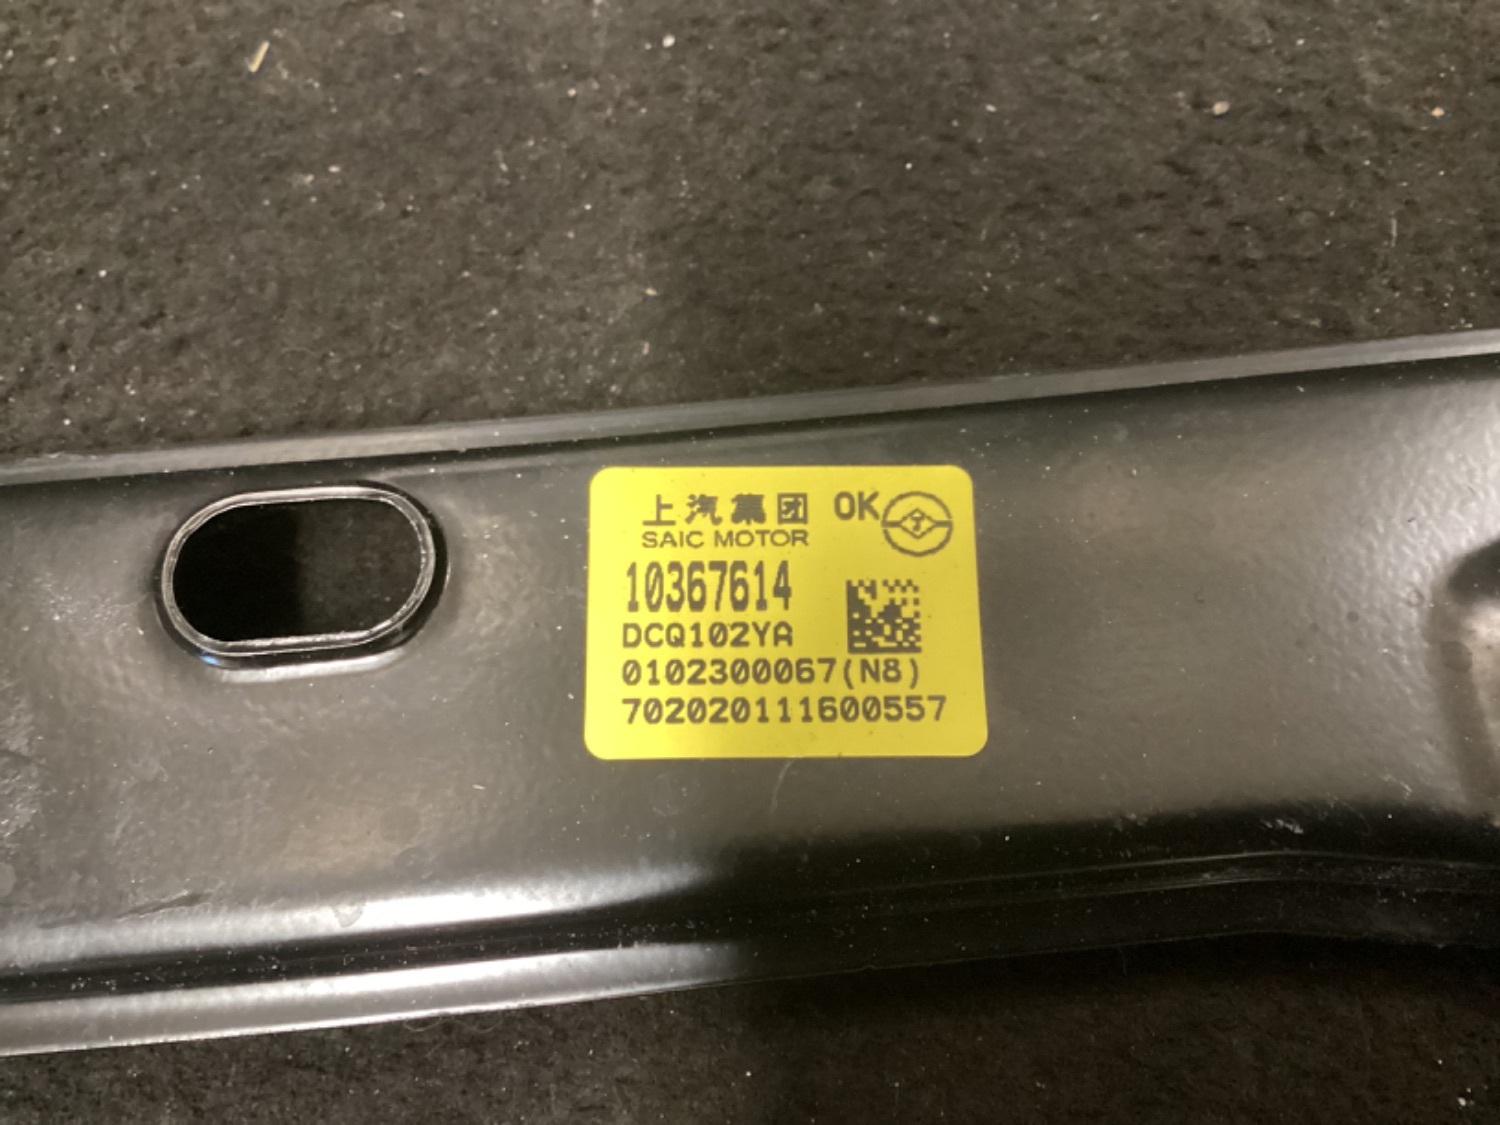 上汽集团 OK
SAIC MOTOR
10367614
DCQ102YA
0102300067(N8)
702020111600557